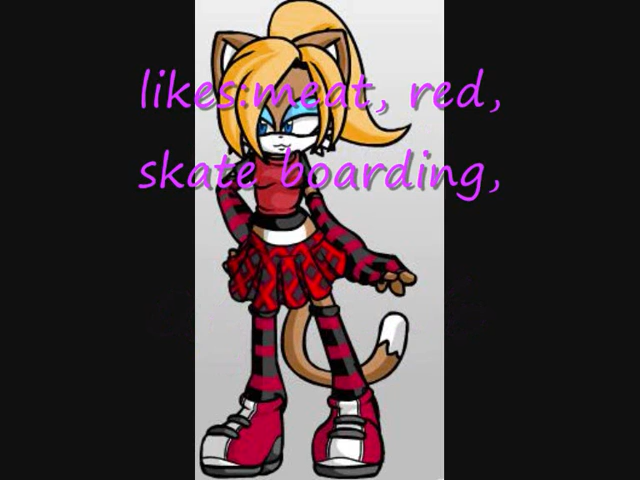 likes:meat, red,
skate boarding,